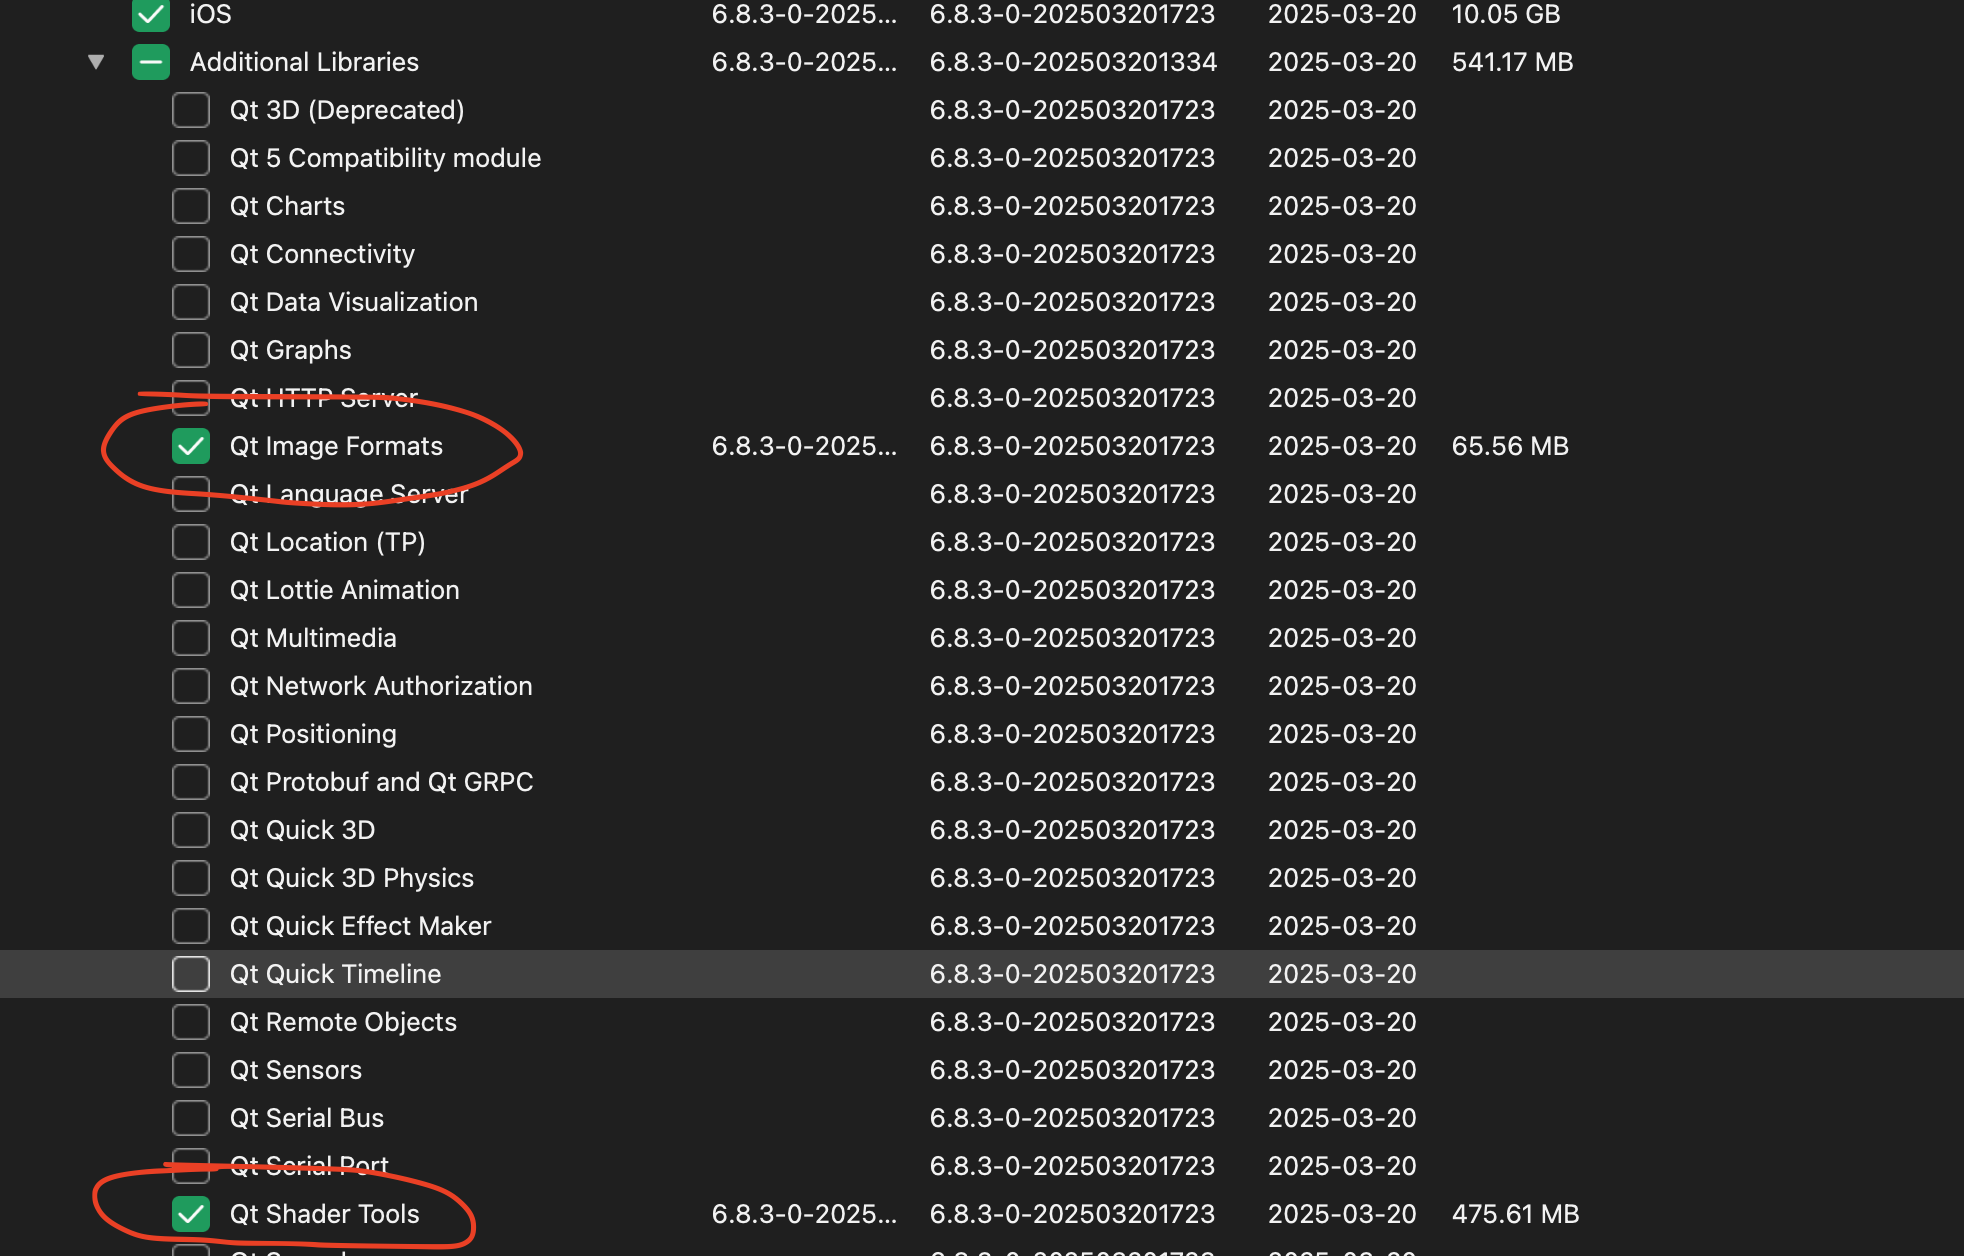 iOS 6.8.3-0-2025... 6.8.3-0-202503201723 2025-03-20 10.05 GB
Additional Libraries 6.8.3-0-2025... 6.8.3-0-202503201334 2025-03-20 541.17 MB
Qt 3D (Deprecated) 6.8.3-0-202503201723 2025-03-20
Qt 5 Compatibility module 6.8.3-0-202503201723 2025-03-20
Qt Charts 6.8.3-0-202503201723 2025-03-20
Qt Connectivity 6.8.3-0-202503201723 2025-03-20
Qt Data Visualization 6.8.3-0-202503201723 2025-03-20
Qt Graphs 6.8.3-0-202503201723 2025-03-20
Qt HTTP Server 6.8.3-0-202503201723 2025-03-20
Qt Image Formats 6.8.3-0-2025... 6.8.3-0-202503201723 2025-03-20 65.56 MB
Qt Language Server 6.8.3-0-202503201723 2025-03-20
Qt Location (TP) 6.8.3-0-202503201723 2025-03-20
Qt Lottie Animation 6.8.3-0-202503201723 2025-03-20
Qt Multimedia 6.8.3-0-202503201723 2025-03-20
Qt Network Authorization 6.8.3-0-202503201723 2025-03-20
Qt Positioning 6.8.3-0-202503201723 2025-03-20
Qt Protobuf and Qt GRPC 6.8.3-0-202503201723 2025-03-20
Qt Quick 3D 6.8.3-0-202503201723 2025-03-20
Qt Quick 3D Physics 6.8.3-0-202503201723 2025-03-20
Qt Quick Effect Maker 6.8.3-0-202503201723 2025-03-20
Qt Quick Timeline 6.8.3-0-202503201723 2025-03-20
Qt Remote Objects 6.8.3-0-202503201723 2025-03-20
Qt Sensors 6.8.3-0-202503201723 2025-03-20
Qt Serial Bus 6.8.3-0-202503201723 2025-03-20
Qt Serial Port 6.8.3-0-202503201723 2025-03-20
Qt Shader Tools 6.8.3-0-2025... 6.8.3-0-202503201723 2025-03-20 475.61 MB